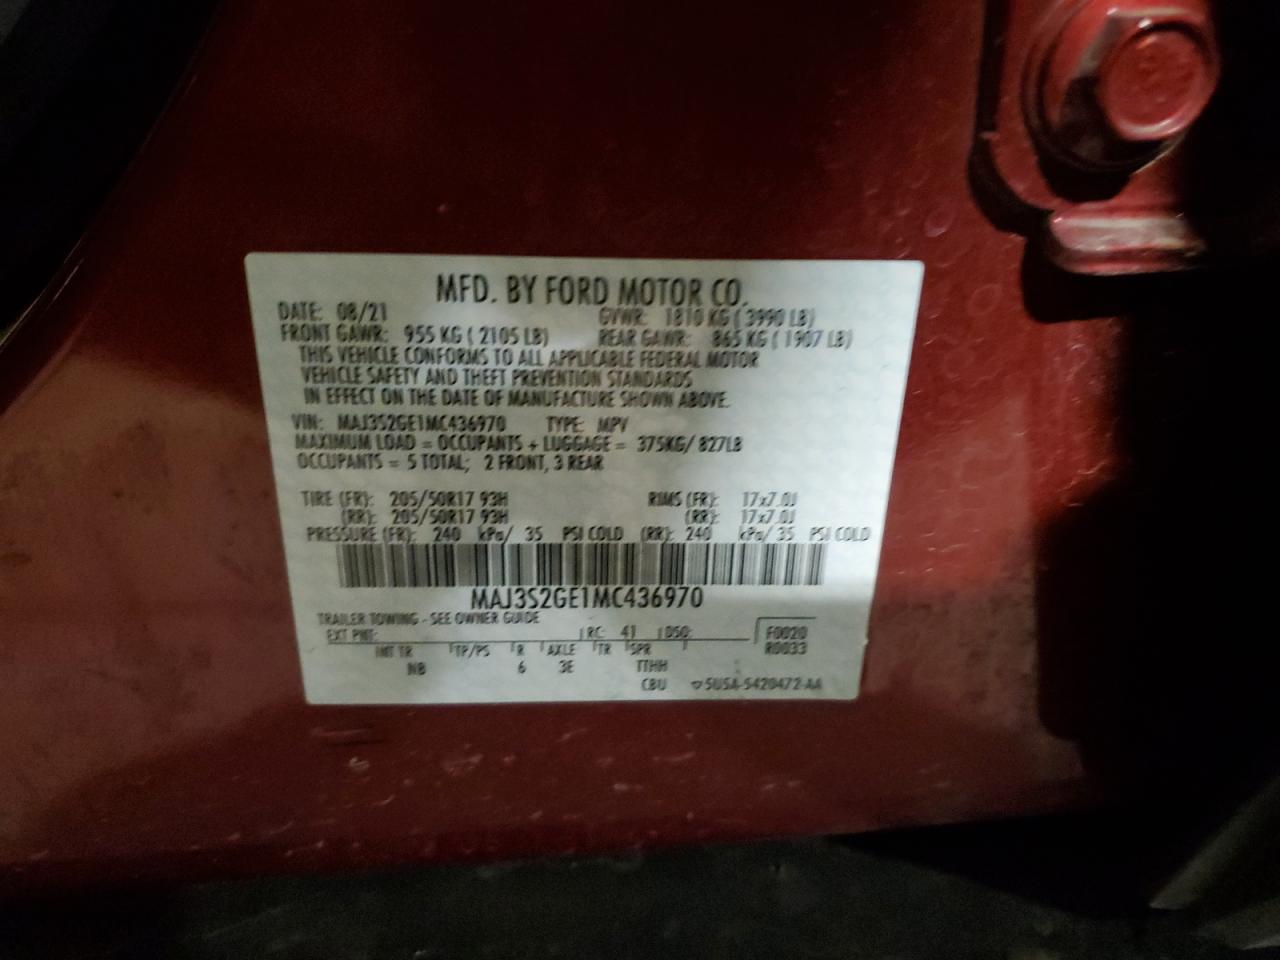 MFD. BY FORD MOTOR CO.
DATE: 08/21 GVWR: 1810 KG ( 3990 LB)
FRONT GAWR: 955 KG ( 2105 LB) REAR GAWR: 865 KG ( 1907 LB)
THIS VEHICLE CONFORMS TO ALL APPLICABLE FEDERAL MOTOR
VEHICLE SAFETY AND THEFT PREVENTION STANDARDS
IN EFFECT ON THE DATE OF MANUFACTURE SHOWN ABOVE.
VIN: MAJ3S2GE1MC436970 TYPE: MPV
MAXIMUM LOAD = OCCUPANTS + LUGGAGE = 375KG/ 827LB
OCCUPANTS = 5 TOTAL; 2 FRONT, 3 REAR
TIRE (FR): 205/50R17 93H RIMS (FR): 17x7.0J
(RR): 205/50R17 93H (RR): 17x7.0J
PRESSURE (FR): 240 kPa/ 35 PSI COLD (RR): 240 kPa/ 35 PSI COLD
MAJ3S2GE1MC436970
TRAILER TOWING - SEE OWNER GUIDE
EXT PNT: RC: 41 DSO: F0020
INT TR TP/PS R AXLE TR SPR R0033
NB 6 3E TTHH
CBU ▽5U5A-5420472-AA